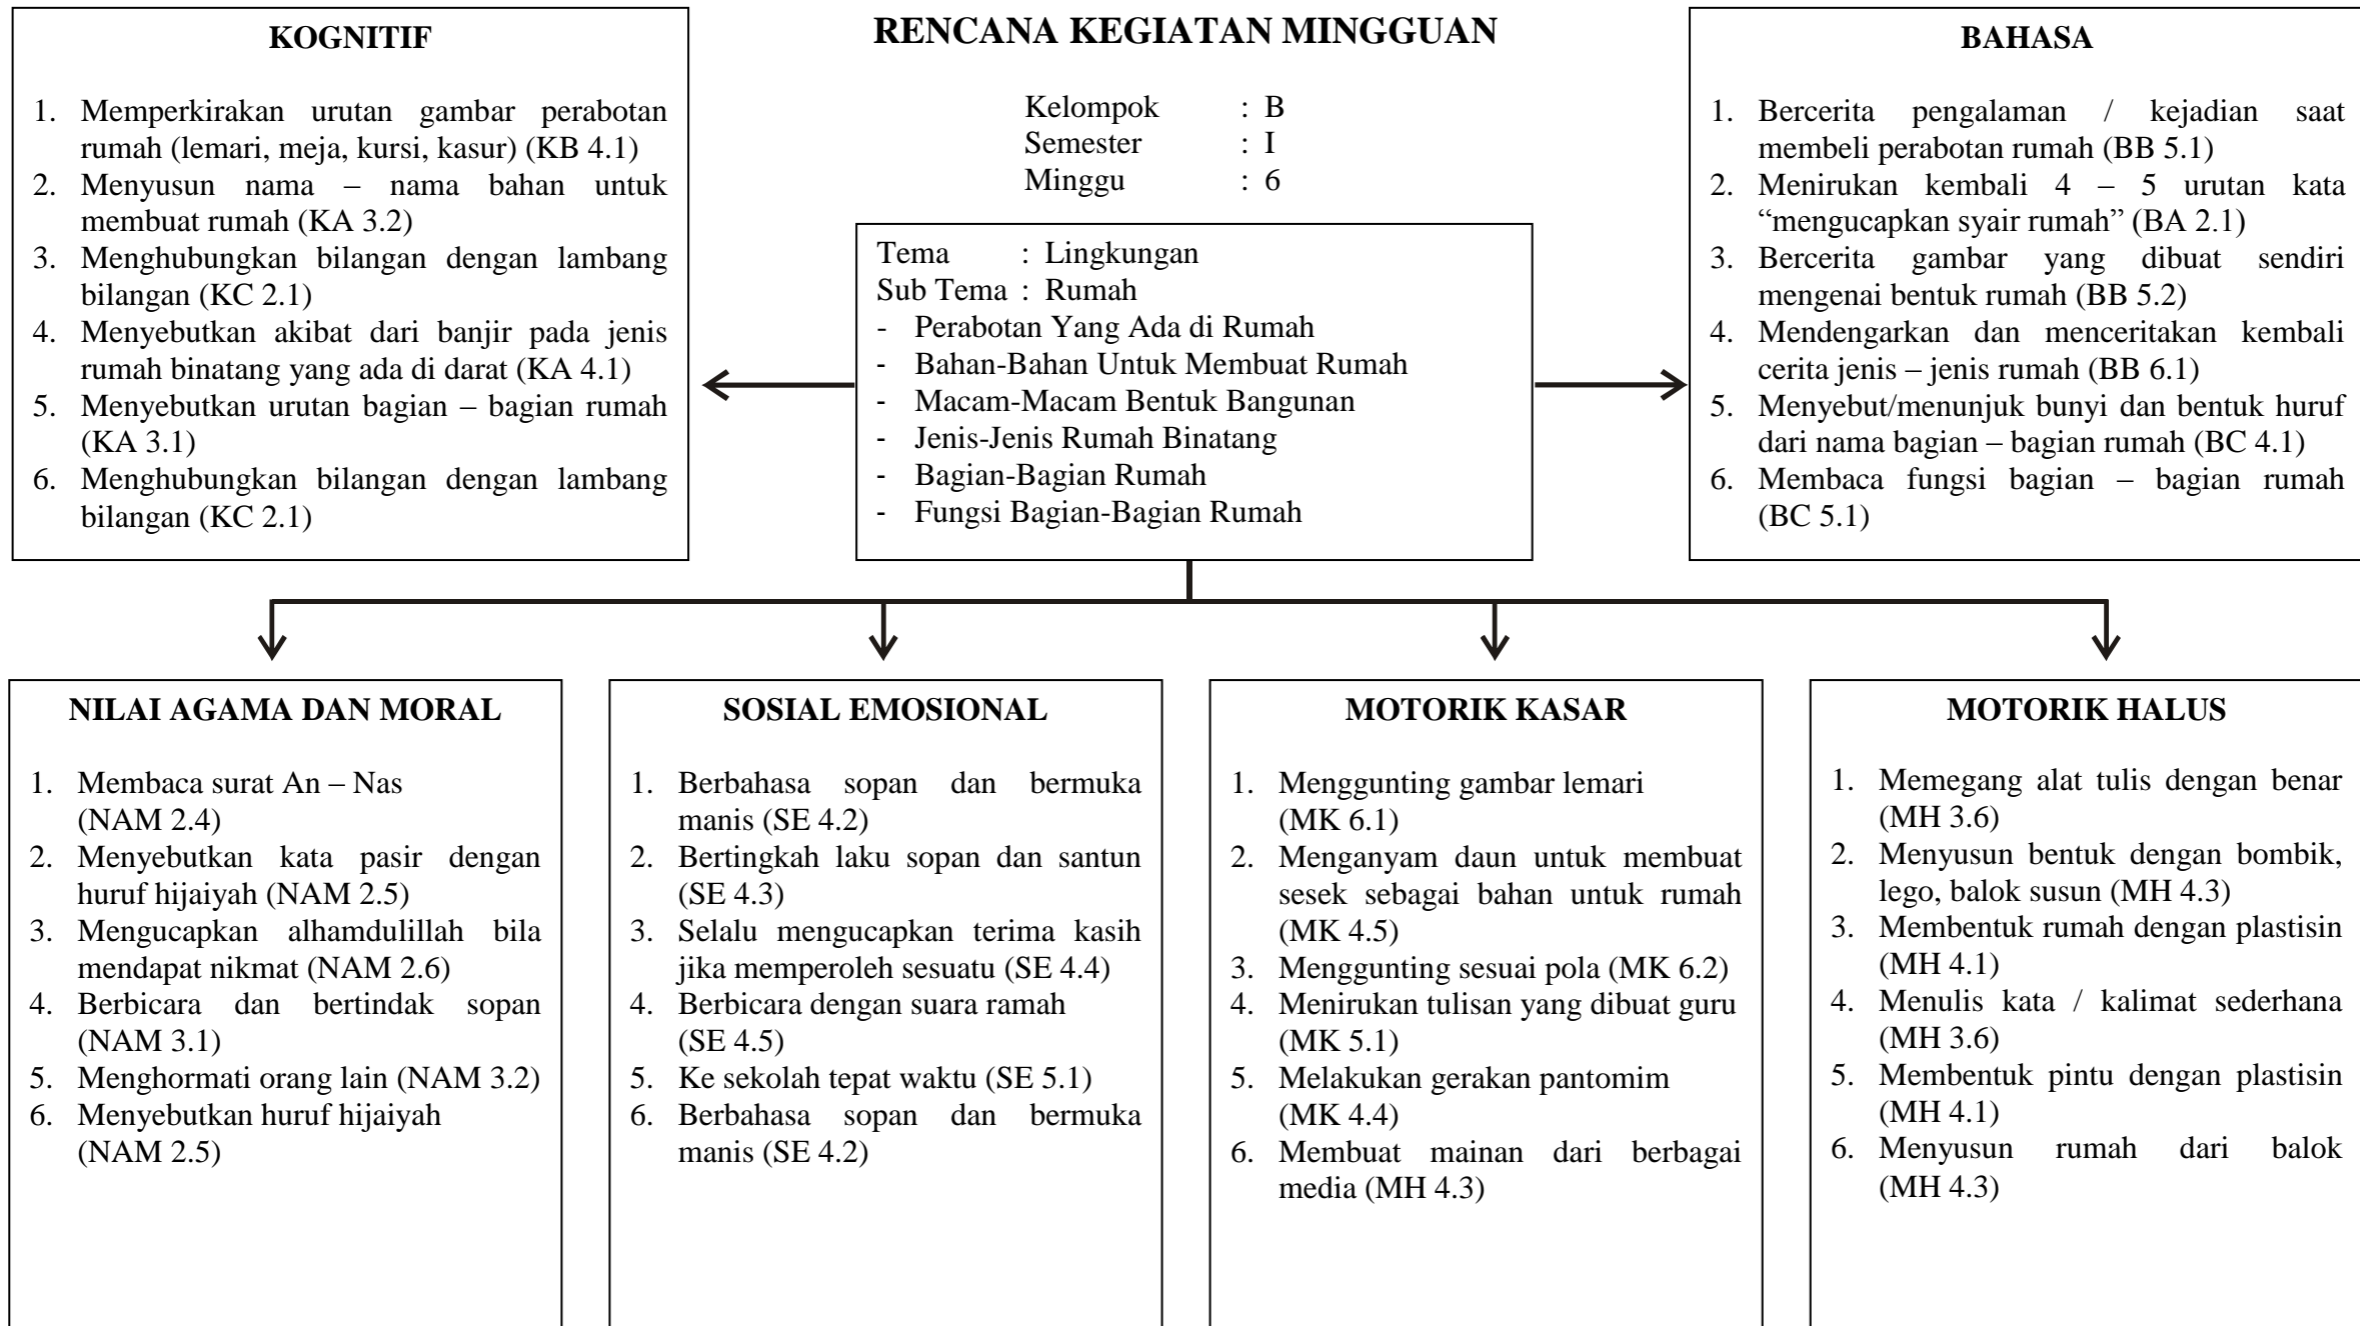 RENCANA KEGIATAN MINGGUAN
Kelompok : B
Semester : I
Minggu : 6
KOGNITIF
1. Memperkirakan urutan gambar perabotan
rumah (lemari, meja, kursi, kasur) (KB 4.1)
2. Menyusun nama – nama bahan untuk
membuat rumah (KA 3.2)
3. Menghubungkan bilangan dengan lambang
bilangan (KC 2.1)
4. Menyebutkan akibat dari banjir pada jenis
rumah binatang yang ada di darat (KA 4.1)
5. Menyebutkan urutan bagian – bagian rumah
(KA 3.1)
6. Menghubungkan bilangan dengan lambang
bilangan (KC 2.1)
Tema : Lingkungan
Sub Tema : Rumah
- Perabotan Yang Ada di Rumah
- Bahan-Bahan Untuk Membuat Rumah
- Macam-Macam Bentuk Bangunan
- Jenis-Jenis Rumah Binatang
- Bagian-Bagian Rumah
- Fungsi Bagian-Bagian Rumah
BAHASA
1. Bercerita pengalaman / kejadian saat
membeli perabotan rumah (BB 5.1)
2. Menirukan kembali 4 – 5 urutan kata
“mengucapkan syair rumah” (BA 2.1)
3. Bercerita gambar yang dibuat sendiri
mengenai bentuk rumah (BB 5.2)
4. Mendengarkan dan menceritakan kembali
cerita jenis – jenis rumah (BB 6.1)
5. Menyebut/menunjuk bunyi dan bentuk huruf
dari nama bagian – bagian rumah (BC 4.1)
6. Membaca fungsi bagian – bagian rumah
(BC 5.1)
NILAI AGAMA DAN MORAL
1. Membaca surat An – Nas
(NAM 2.4)
2. Menyebutkan kata pasir dengan
huruf hijaiyah (NAM 2.5)
3. Mengucapkan alhamdulillah bila
mendapat nikmat (NAM 2.6)
4. Berbicara dan bertindak sopan
(NAM 3.1)
5. Menghormati orang lain (NAM 3.2)
6. Menyebutkan huruf hijaiyah
(NAM 2.5)
SOSIAL EMOSIONAL
1. Berbahasa sopan dan bermuka
manis (SE 4.2)
2. Bertingkah laku sopan dan santun
(SE 4.3)
3. Selalu mengucapkan terima kasih
jika memperoleh sesuatu (SE 4.4)
4. Berbicara dengan suara ramah
(SE 4.5)
5. Ke sekolah tepat waktu (SE 5.1)
6. Berbahasa sopan dan bermuka
manis (SE 4.2)
MOTORIK KASAR
1. Menggunting gambar lemari
(MK 6.1)
2. Menganyam daun untuk membuat
sesek sebagai bahan untuk rumah
(MK 4.5)
3. Menggunting sesuai pola (MK 6.2)
4. Menirukan tulisan yang dibuat guru
(MK 5.1)
5. Melakukan gerakan pantomim
(MK 4.4)
6. Membuat mainan dari berbagai
media (MH 4.3)
MOTORIK HALUS
1. Memegang alat tulis dengan benar
(MH 3.6)
2. Menyusun bentuk dengan bombik,
lego, balok susun (MH 4.3)
3. Membentuk rumah dengan plastisin
(MH 4.1)
4. Menulis kata / kalimat sederhana
(MH 3.6)
5. Membentuk pintu dengan plastisin
(MH 4.1)
6. Menyusun rumah dari balok
(MH 4.3)